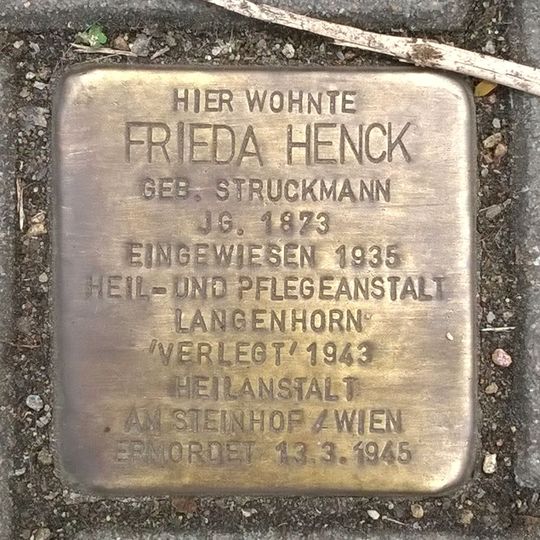 HIER WOHNTE
FRIEDA HENCK
GEB. STRUCKMANN
JG. 1873
EINGEWIESEN 1935
HEIL- UND PFLEGEANSTALT
LANGENHORN
'VERLEGT' 1943
HEILANSTALT
AM STEINHOF / WIEN
ERMORDET 13.3.1945